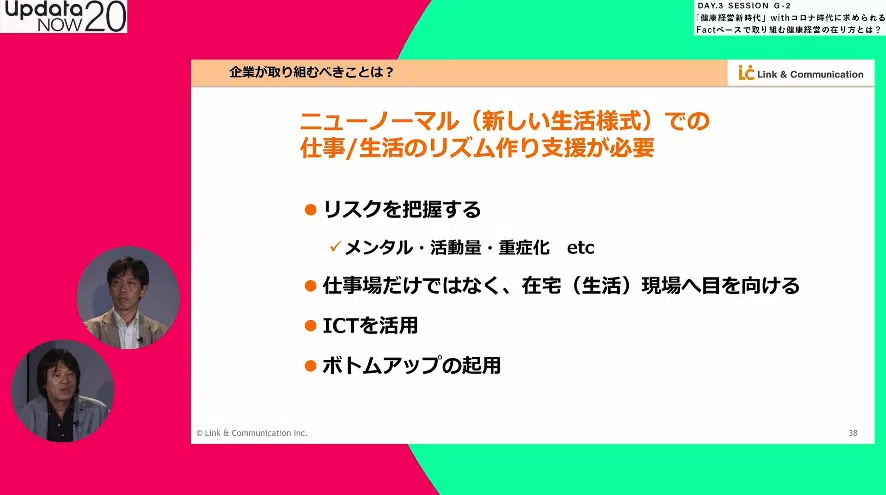 Updata
NOW20
DAY.3 SESSION G-2
「健康経営新時代」withコロナ時代に求められる
Factベースで取り組む健康経営の在り方とは？
企業が取り組むべきことは？
Link & Communication
ニューノーマル（新しい生活様式）での
仕事/生活のリズム作り支援が必要
リスクを把握する
メンタル・活動量・重症化 etc
仕事場だけではなく、在宅（生活）現場へ目を向ける
ICTを活用
ボトムアップの起用
© Link & Communication Inc.
38